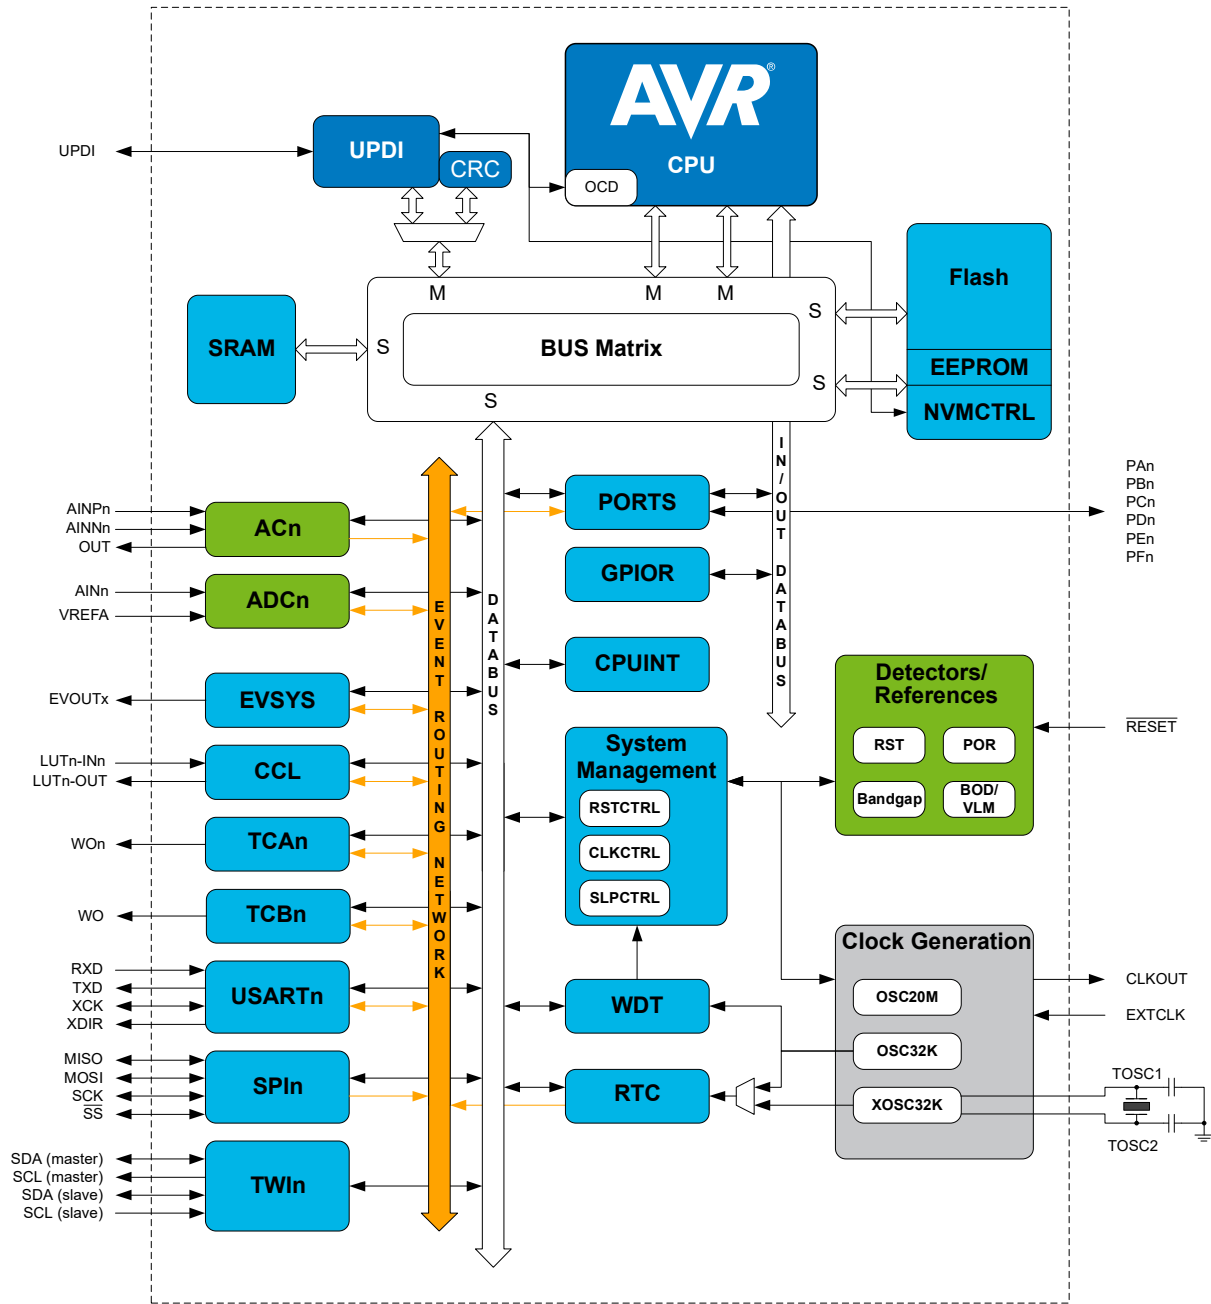 AVR®
CPU
OCD
UPDI
UPDI
CRC
M
M
M
S
S
S
S
BUS Matrix
SRAM
Flash
EEPROM
NVMCTRL
IN/OUT DATABUS
DATABUS
EVENT ROUTING NETWORK
PORTS
PAn
PBn
PCn
PDn
PEn
PFn
GPIOR
CPUINT
AINPn
AINNn
OUT
ACn
AINn
VREFA
ADCn
EVOUTx
EVSYS
LUTn-INn
LUTn-OUT
CCL
WOn
TCAn
WO
TCBn
RXD
TXD
XCK
XDIR
USARTn
MISO
MOSI
SCK
SS
SPIn
SDA (master)
SCL (master)
SDA (slave)
SCL (slave)
TWIn
System
Management
RSTCTRL
CLKCTRL
SLPCTRL
WDT
RTC
Detectors/
References
RST
POR
Bandgap
BOD/
VLM
RESET
Clock Generation
OSC20M
OSC32K
XOSC32K
CLKOUT
EXTCLK
TOSC1
TOSC2